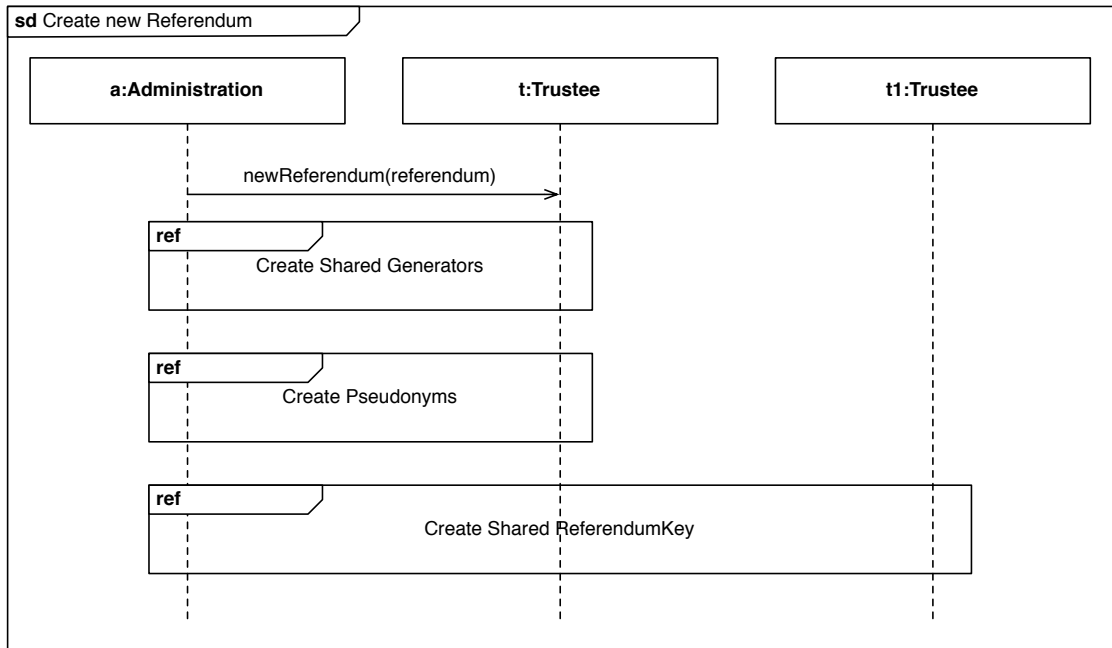 sd Create new Referendum
a:Administration
t:Trustee
t1:Trustee
newReferendum(referendum)
ref
Create Shared Generators
ref
Create Pseudonyms
ref
Create Shared ReferendumKey